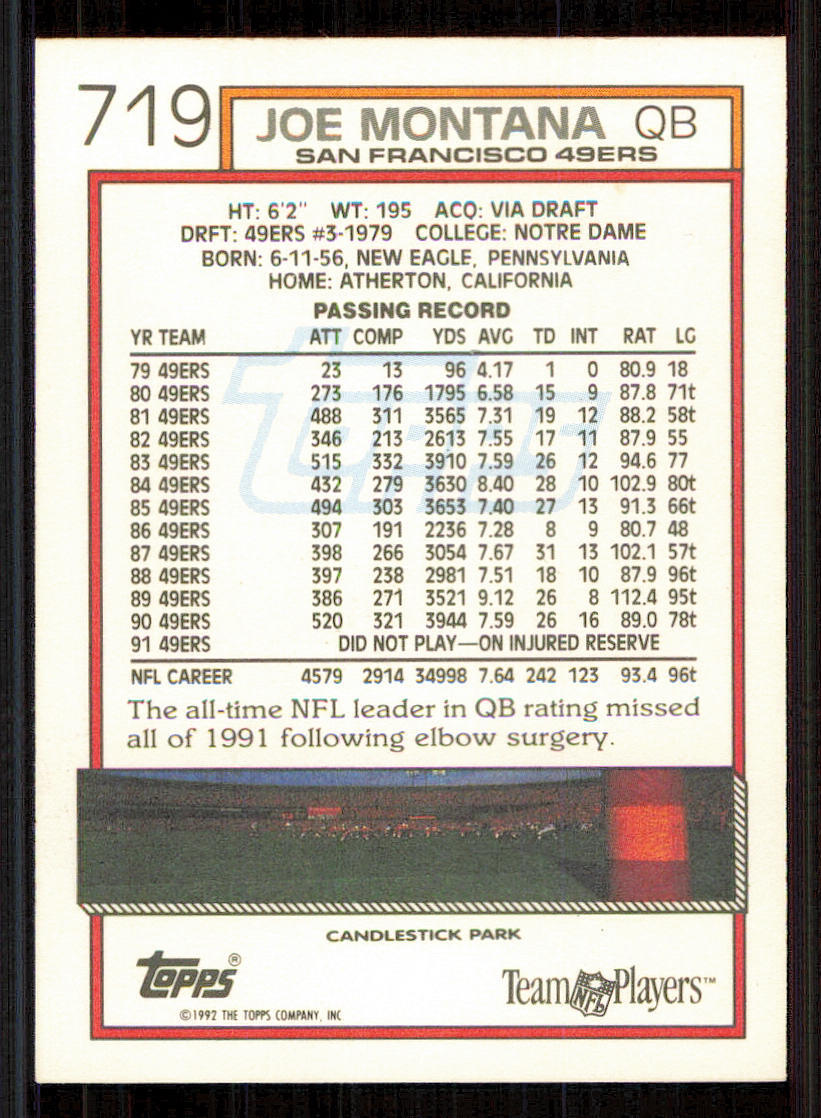 719
JOE MONTANA QB
SAN FRANCISCO 49ERS
HT: 6'2" WT: 195 ACQ: VIA DRAFT
DRFT: 49ERS #3-1979 COLLEGE: NOTRE DAME
BORN: 6-11-56, NEW EAGLE, PENNSYLVANIA
HOME: ATHERTON, CALIFORNIA
PASSING RECORD
YR TEAM ATT COMP YDS AVG TD INT RAT LG
79 49ERS 23 13 96 4.17 1 0 80.9 18
80 49ERS 273 176 1795 6.58 15 9 87.8 71t
81 49ERS 488 311 3565 7.31 19 12 88.2 58t
82 49ERS 346 213 2613 7.55 17 11 87.9 55
83 49ERS 515 332 3910 7.59 26 12 94.6 77
84 49ERS 432 279 3630 8.40 28 10 102.9 80t
85 49ERS 494 303 3653 7.40 27 13 91.3 66t
86 49ERS 307 191 2236 7.28 8 9 80.7 48
87 49ERS 398 266 3054 7.67 31 13 102.1 57t
88 49ERS 397 238 2981 7.51 18 10 87.9 96t
89 49ERS 386 271 3521 9.12 26 8 112.4 95t
90 49ERS 520 321 3944 7.59 26 16 89.0 78t
91 49ERS DID NOT PLAY—ON INJURED RESERVE
NFL CAREER 4579 2914 34998 7.64 242 123 93.4 96t
topps
The all-time NFL leader in QB rating missed
all of 1991 following elbow surgery.
CANDLESTICK PARK
topps®
©1992 THE TOPPS COMPANY, INC
Team NFL Players™